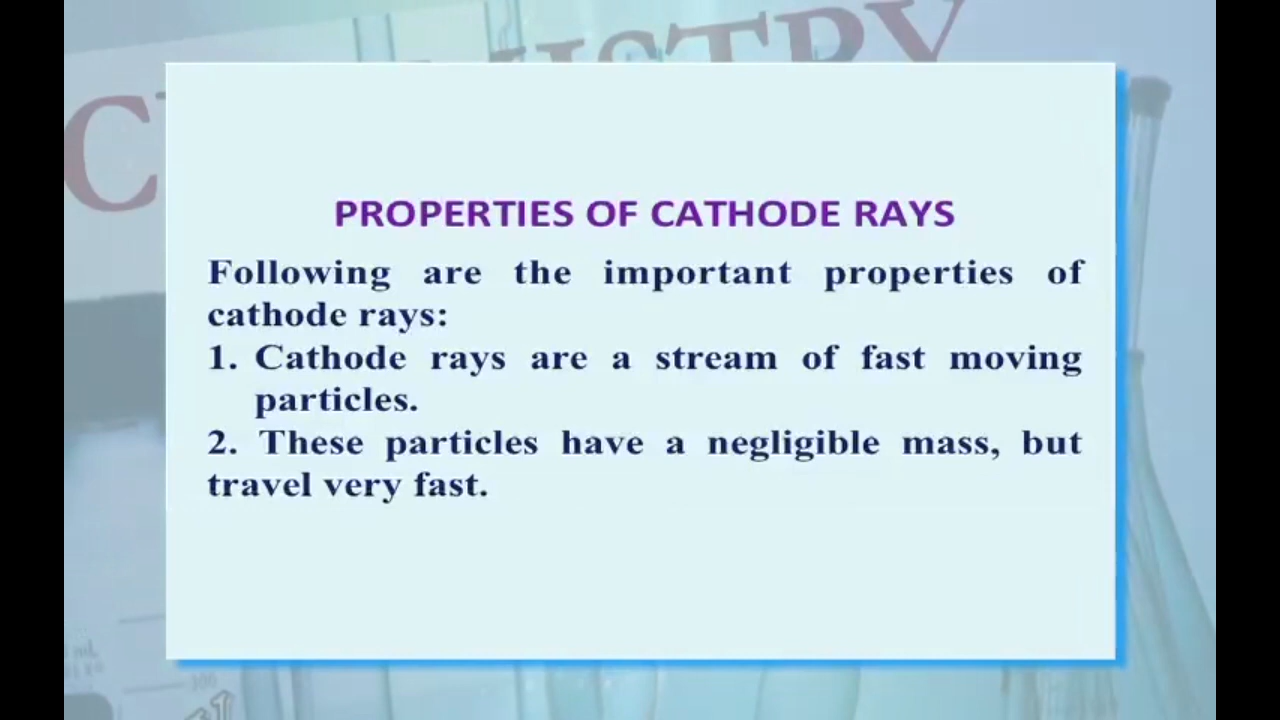 PROPERTIES OF CATHODE RAYS
Following are the important properties of
cathode rays:
1. Cathode rays are a stream of fast moving
particles.
2. These particles have a negligible mass, but
travel very fast.